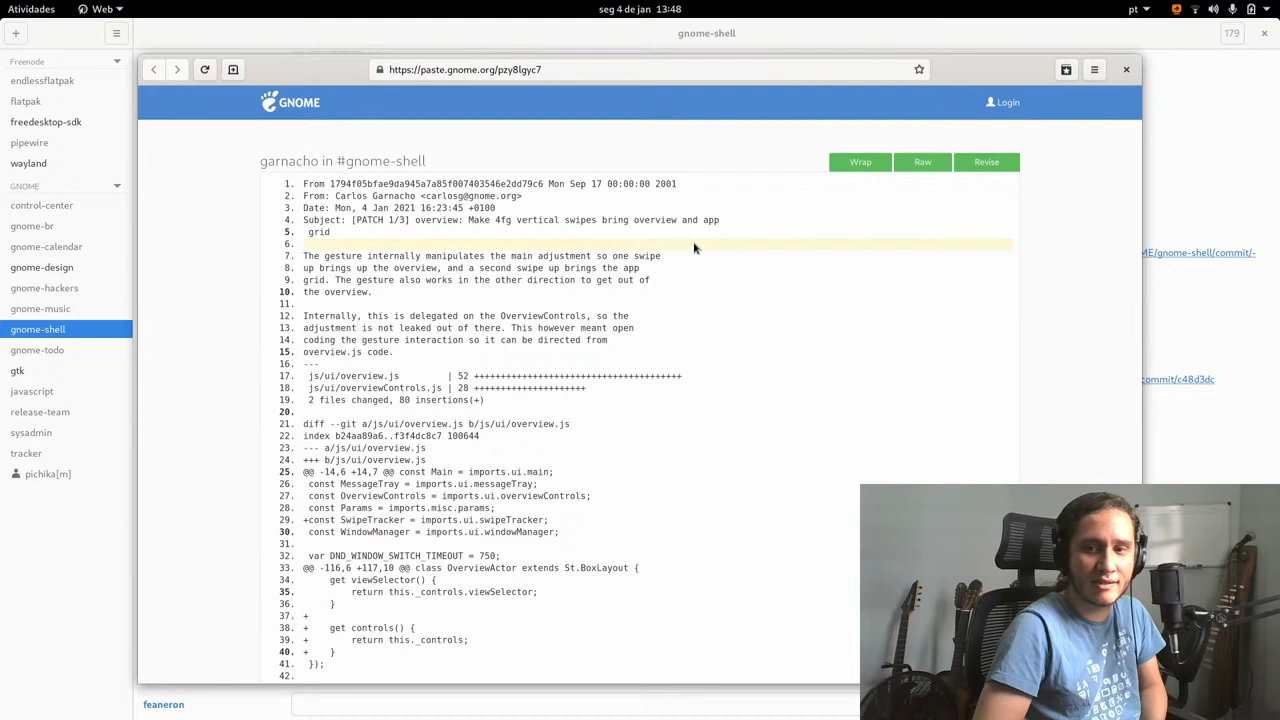 Atividades
Web
seg 4 de jan 13:48
pt
gnome-shell
179
Freenode
endlessflatpak
flatpak
freedesktop-sdk
pipewire
wayland
GNOME
control-center
gnome-br
gnome-calendar
gnome-design
gnome-hackers
gnome-music
gnome-shell
gnome-todo
gtk
javascript
release-team
sysadmin
tracker
pichika[m]
https://paste.gnome.org/pzy8lgyc7
GNOME
Login
garnacho in #gnome-shell
Wrap
Raw
Revise
1. From 1794f05bfae9da945a7a85f007403546e2dd79c6 Mon Sep 17 00:00:00 2001
2. From: Carlos Garnacho <carlosg@gnome.org>
3. Date: Mon, 4 Jan 2021 16:23:45 +0100
4. Subject: [PATCH 1/3] overview: Make 4fg vertical swipes bring overview and app
5. grid
6.
7. The gesture internally manipulates the main adjustment so one swipe
8. up brings up the overview, and a second swipe up brings the app
9. grid. The gesture also works in the other direction to get out of
10. the overview.
11.
12. Internally, this is delegated on the OverviewControls, so the
13. adjustment is not leaked out of there. This however meant open
14. coding the gesture interaction so it can be directed from
15. overview.js code.
16. ---
17. js/ui/overview.js | 52 +++++++++++++++++++++++++++++++++++++++
18. js/ui/overviewControls.js | 28 +++++++++++++++++++++
19. 2 files changed, 80 insertions(+)
20.
21. diff --git a/js/ui/overview.js b/js/ui/overview.js
22. index b24aa89a6..f3f4dc8c7 100644
23. --- a/js/ui/overview.js
24. +++ b/js/ui/overview.js
25. @@ -14,6 +14,7 @@ const Main = imports.ui.main;
26. const MessageTray = imports.ui.messageTray;
27. const OverviewControls = imports.ui.overviewControls;
28. const Params = imports.misc.params;
29. +const SwipeTracker = imports.ui.swipeTracker;
30. const WindowManager = imports.ui.windowManager;
31.
32. var DND_WINDOW_SWITCH_TIMEOUT = 750;
33. @@ -116,6 +117,10 @@ class OverviewActor extends St.BoxLayout {
34. get viewSelector() {
35. return this._controls.viewSelector;
36. }
37. +
38. + get controls() {
39. + return this._controls;
40. + }
41. });
42.
ME/gnome-shell/commit/-
commit/c48d3dc
feaneron